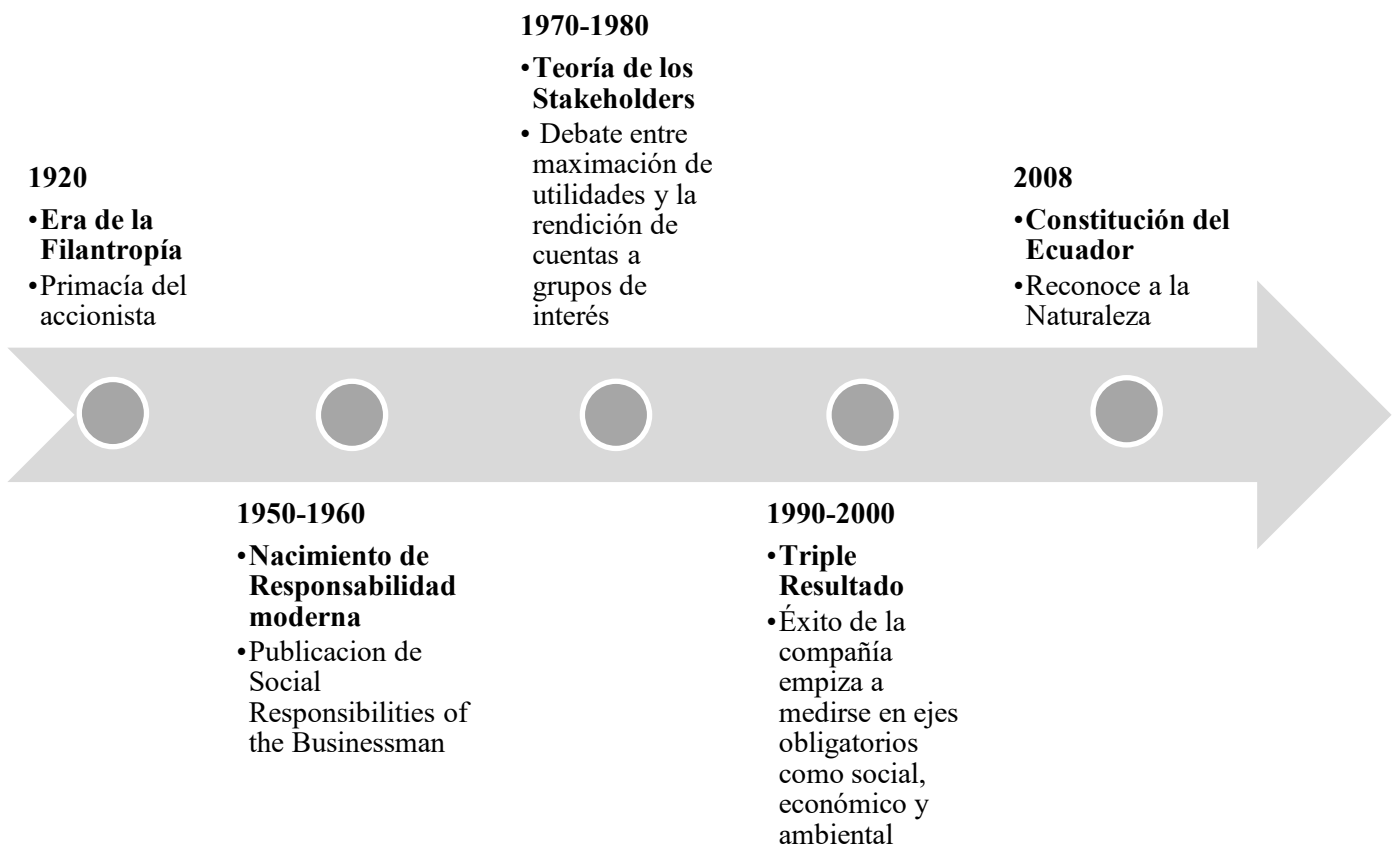 1920
•Era de la
Filantropía
•Primacía del
accionista
1950-1960
•Nacimiento de
Responsabilidad
moderna
•Publicacion de
Social
Responsibilities of
the Businessman
1970-1980
•Teoría de los
Stakeholders
• Debate entre
maximación de
utilidades y la
rendición de
cuentas a
grupos de
interés
1990-2000
•Triple
Resultado
•Éxito de la
compañía
empiza a
medirse en ejes
obligatorios
como social,
económico y
ambiental
2008
•Constitución del
Ecuador
•Reconoce a la
Naturaleza